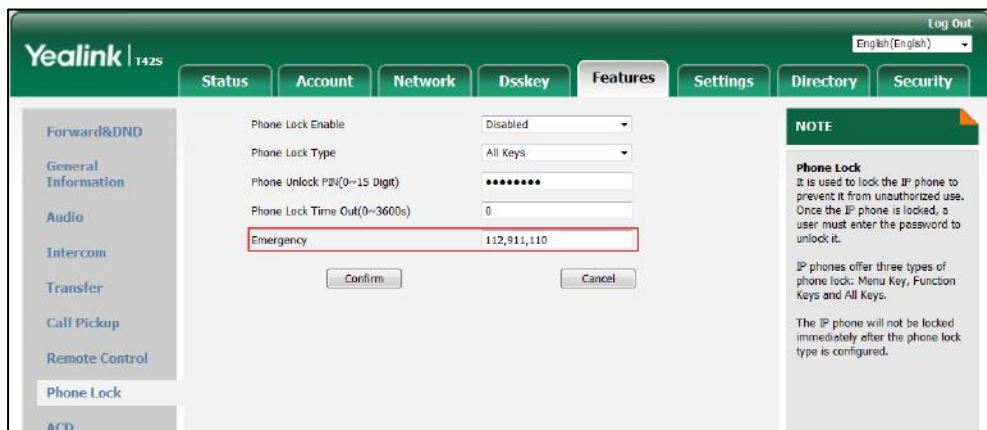 Log Out
Yealink T42S
English(English)
Status Account Network Dsskey Features Settings Directory Security
Forward&DND
General
Information
Audio
Intercom
Transfer
Call Pickup
Remote Control
Phone Lock
ACD
Phone Lock Enable Disabled
Phone Lock Type All Keys
Phone Unlock PIN(0~15 Digit) ••••••••
Phone Lock Time Out(0~3600s) 0
Emergency 112,911,110
Confirm Cancel
NOTE
Phone Lock
It is used to lock the IP phone to
prevent it from unauthorized use.
Once the IP phone is locked, a
user must enter the password to
unlock it.
IP phones offer three types of
phone lock: Menu Key, Function
Keys and All Keys.
The IP phone will not be locked
immediately after the phone lock
type is configured.